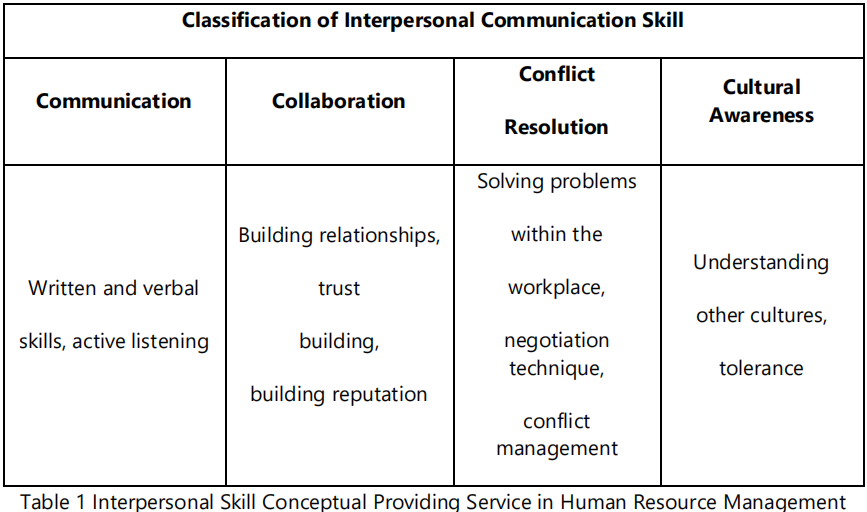 Classification of Interpersonal Communication Skill
Communication
Collaboration
Conflict
Resolution
Cultural
Awareness
Written and verbal
skills, active listening
Building relationships,
trust
building,
building reputation
Solving problems
within the
workplace,
negotiation
technique,
conflict
management
Understanding
other cultures,
tolerance
Table 1 Interpersonal Skill Conceptual Providing Service in Human Resource Management